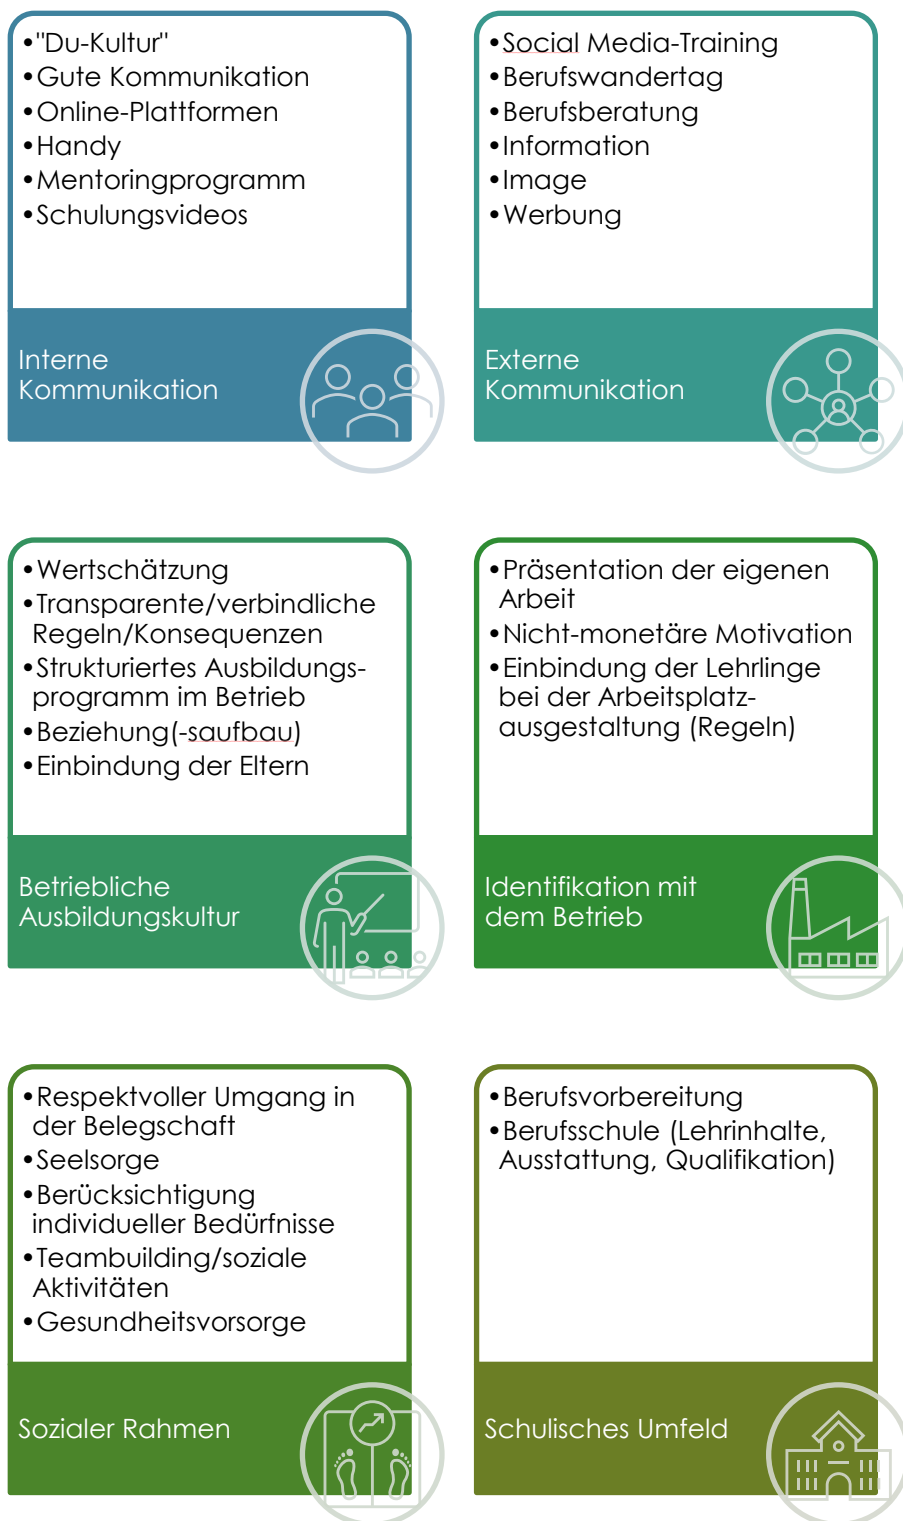 •"Du-Kultur"
•Gute Kommunikation
•Online-Plattformen
•Handy
•Mentoringprogramm
•Schulungsvideos
Interne
Kommunikation
•Social Media-Training
•Berufswandertag
•Berufsberatung
•Information
•Image
•Werbung
Externe
Kommunikation
•Wertschätzung
•Transparente/verbindliche
Regeln/Konsequenzen
•Strukturiertes Ausbildungs-
programm im Betrieb
•Beziehung(-saufbau)
•Einbindung der Eltern
Betriebliche
Ausbildungskultur
•Präsentation der eigenen
Arbeit
•Nicht-monetäre Motivation
•Einbindung der Lehrlinge
bei der Arbeitsplatz-
ausgestaltung (Regeln)
Identifikation mit
dem Betrieb
•Respektvoller Umgang in
der Belegschaft
•Seelsorge
•Berücksichtigung
individueller Bedürfnisse
•Teambuilding/soziale
Aktivitäten
•Gesundheitsvorsorge
Sozialer Rahmen
•Berufsvorbereitung
•Berufsschule (Lehrinhalte,
Ausstattung, Qualifikation)
Schulisches Umfeld